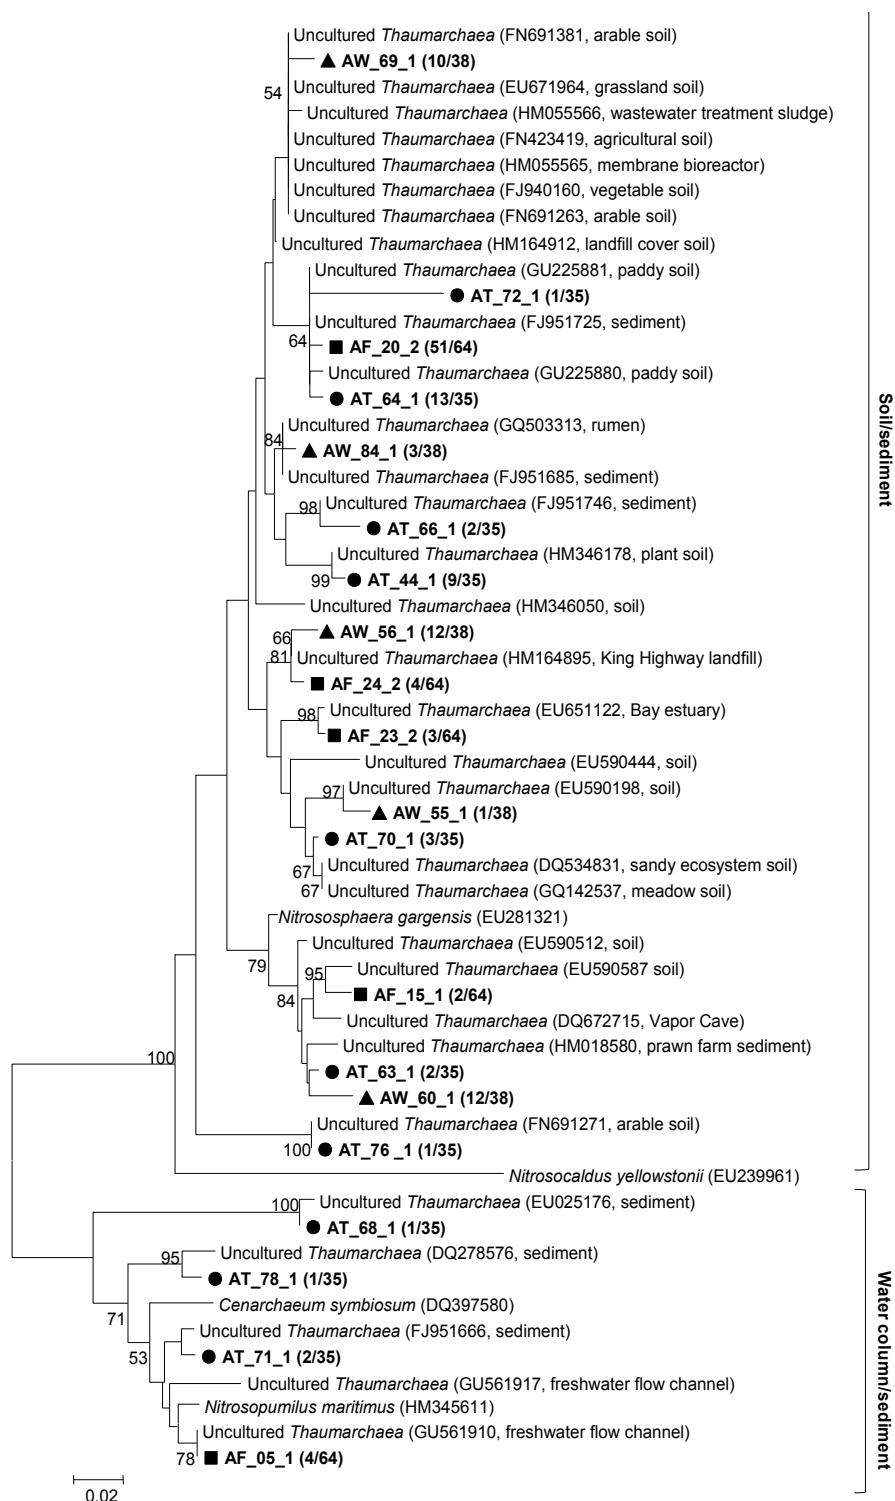 Uncultured Thaumarchaea (FN691381, arable soil)
AW_69_1 (10/38)
54
Uncultured Thaumarchaea (EU671964, grassland soil)
Uncultured Thaumarchaea (HM055566, wastewater treatment sludge)
Uncultured Thaumarchaea (FN423419, agricultural soil)
Uncultured Thaumarchaea (HM055565, membrane bioreactor)
Uncultured Thaumarchaea (FJ940160, vegetable soil)
Uncultured Thaumarchaea (FN691263, arable soil)
Uncultured Thaumarchaea (HM164912, landfill cover soil)
Uncultured Thaumarchaea (GU225881, paddy soil)
AT_72_1 (1/35)
Uncultured Thaumarchaea (FJ951725, sediment)
64
AF_20_2 (51/64)
Uncultured Thaumarchaea (GU225880, paddy soil)
AT_64_1 (13/35)
Uncultured Thaumarchaea (GQ503313, rumen)
84
AW_84_1 (3/38)
Uncultured Thaumarchaea (FJ951685, sediment)
Uncultured Thaumarchaea (FJ951746, sediment)
98
AT_66_1 (2/35)
Uncultured Thaumarchaea (HM346178, plant soil)
99
AT_44_1 (9/35)
Uncultured Thaumarchaea (HM346050, soil)
66
AW_56_1 (12/38)
81
Uncultured Thaumarchaea (HM164895, King Highway landfill)
AF_24_2 (4/64)
Uncultured Thaumarchaea (EU651122, Bay estuary)
98
AF_23_2 (3/64)
Uncultured Thaumarchaea (EU590444, soil)
Uncultured Thaumarchaea (EU590198, soil)
97
AW_55_1 (1/38)
AT_70_1 (3/35)
Uncultured Thaumarchaea (DQ534831, sandy ecosystem soil)
67
67
Uncultured Thaumarchaea (GQ142537, meadow soil)
Nitrososphaera gargensis (EU281321)
Uncultured Thaumarchaea (EU590512, soil)
79
Uncultured Thaumarchaea (EU590587 soil)
95
84
AF_15_1 (2/64)
Uncultured Thaumarchaea (DQ672715, Vapor Cave)
Uncultured Thaumarchaea (HM018580, prawn farm sediment)
100
AT_63_1 (2/35)
AW_60_1 (12/38)
Uncultured Thaumarchaea (FN691271, arable soil)
100
AT_76 _1 (1/35)
Nitrosocaldus yellowstonii (EU239961)
Soil/sediment
Uncultured Thaumarchaea (EU025176, sediment)
100
AT_68_1 (1/35)
Uncultured Thaumarchaea (DQ278576, sediment)
95
AT_78_1 (1/35)
71
Cenarchaeum symbiosum (DQ397580)
Uncultured Thaumarchaea (FJ951666, sediment)
53
AT_71_1 (2/35)
Uncultured Thaumarchaea (GU561917, freshwater flow channel)
Nitrosopumilus maritimus (HM345611)
Uncultured Thaumarchaea (GU561910, freshwater flow channel)
78
AF_05_1 (4/64)
Water column/sediment
0.02